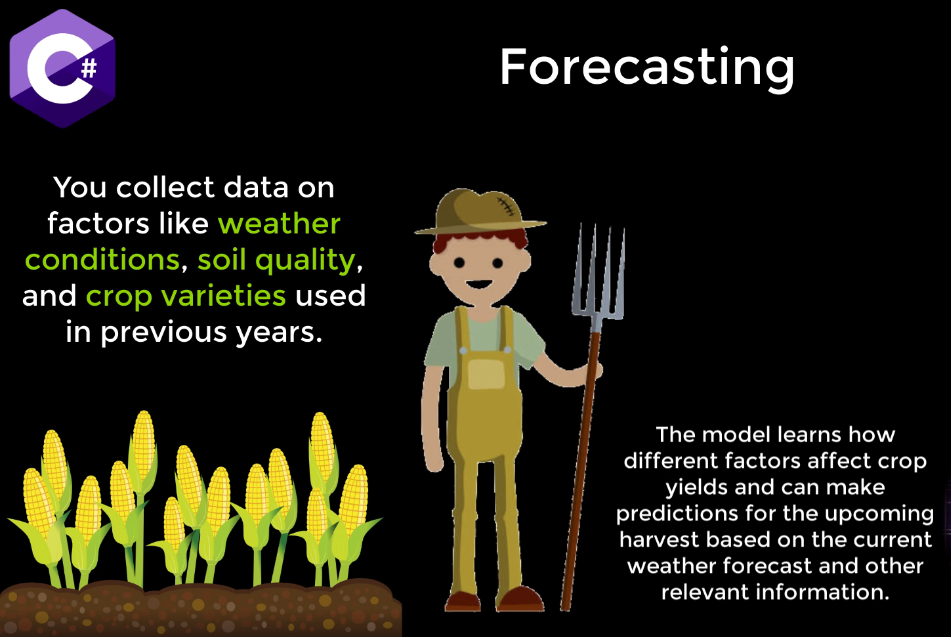 C#
Forecasting
You collect data on
factors like weather
conditions, soil quality,
and crop varieties used
in previous years.
The model learns how
different factors affect crop
yields and can make
predictions for the upcoming
harvest based on the current
weather forecast and other
relevant information.